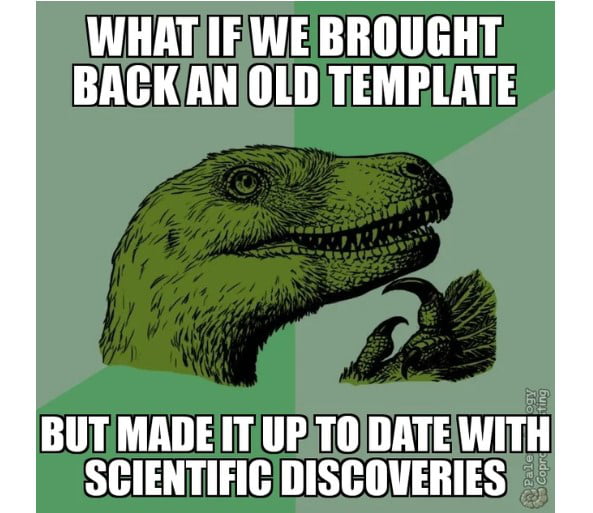 WHAT IF WE BROUGHT
BACK AN OLD TEMPLATE
BUT MADE IT UP TO DATE WITH
SCIENTIFIC DISCOVERIES